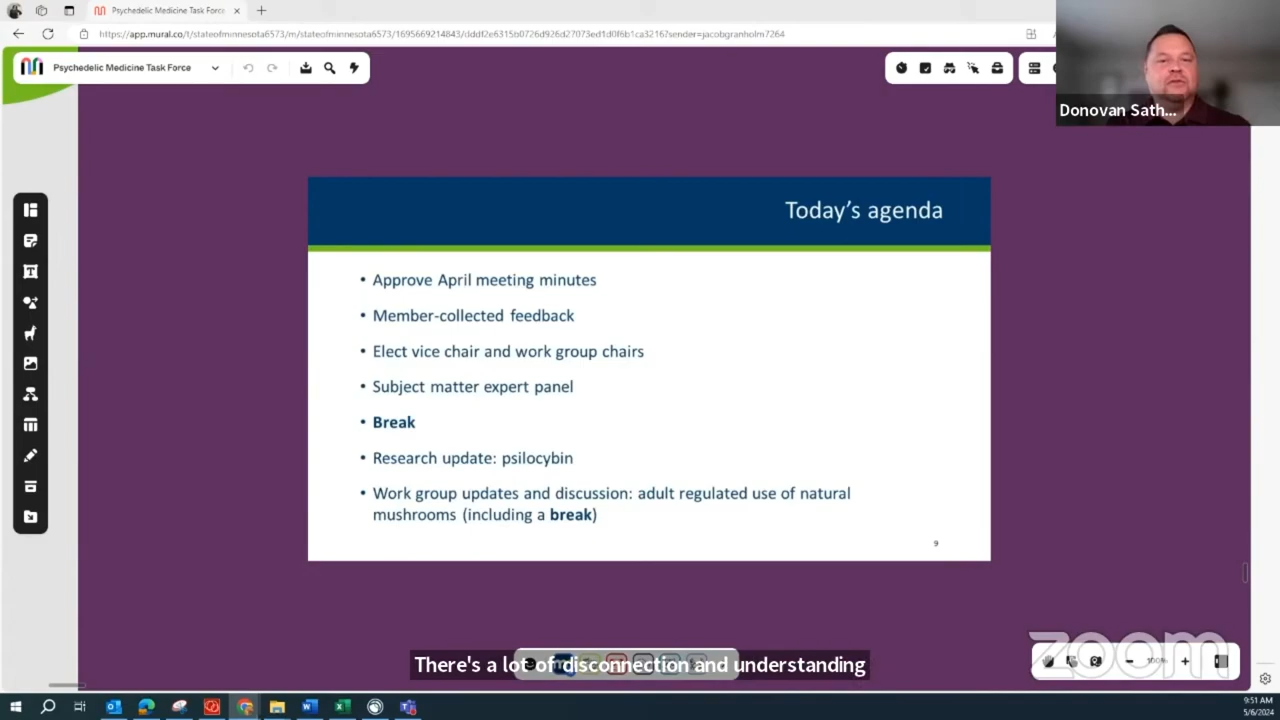 Psychedelic Medicine Task Force
https://app.mural.co/t/stateofminnesota6573/m/stateofminnesota6573/1695669214843/dddf2e6315b0726d926d27073ed1d0f6b1ca3216?sender=jacobgranholm7264
Psychedelic Medicine Task Force
Donovan Sath...
Today's agenda
• Approve April meeting minutes
• Member-collected feedback
• Elect vice chair and work group chairs
• Subject matter expert panel
• Break
• Research update: psilocybin
• Work group updates and discussion: adult regulated use of natural
mushrooms (including a break)
9
There's a lot of disconnection and understanding
zoom
100%
9:51 AM
5/6/2024